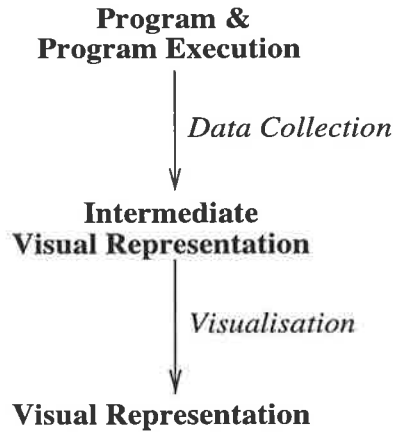 Program &
Program Execution
Data Collection
Intermediate
Visual Representation
Visualisation
Visual Representation